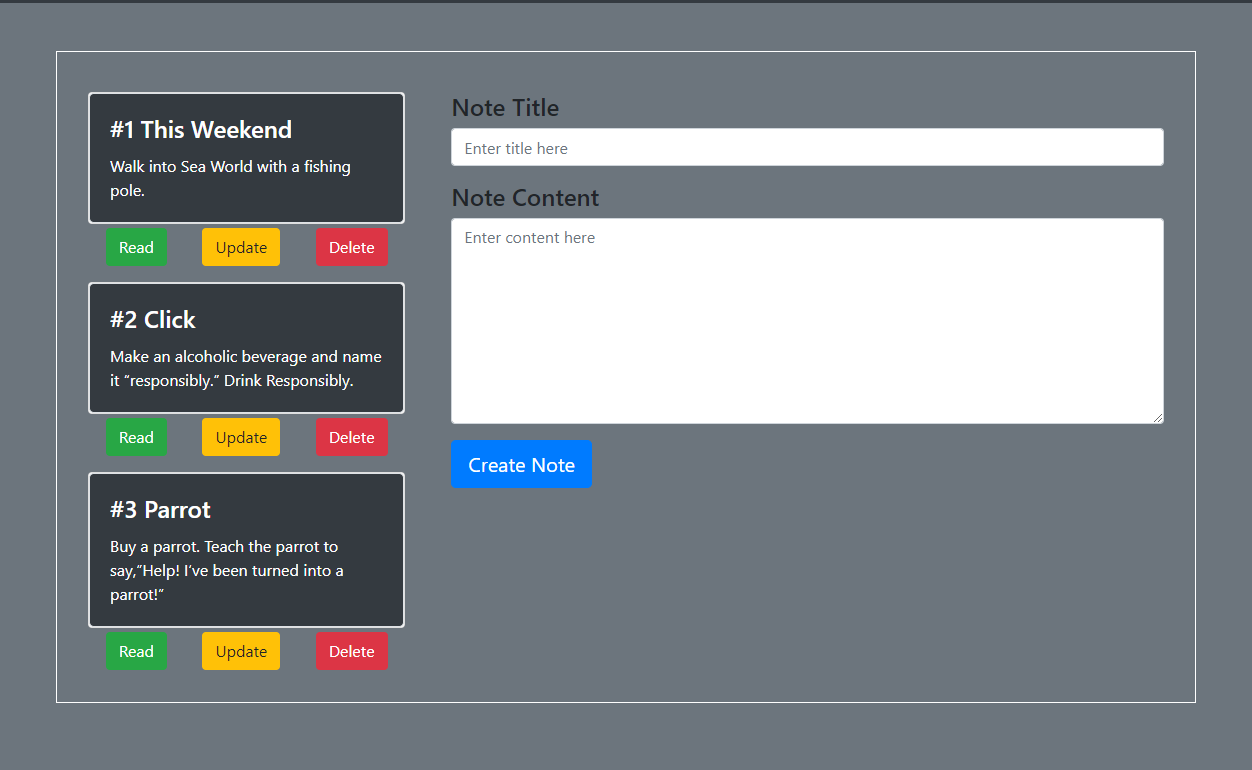 #1 This Weekend
Walk into Sea World with a fishing
pole.
Read Update Delete
#2 Click
Make an alcoholic beverage and name
it “responsibly.” Drink Responsibly.
Read Update Delete
#3 Parrot
Buy a parrot. Teach the parrot to
say,”Help! I’ve been turned into a
parrot!”
Read Update Delete
Note Title
Enter title here
Note Content
Enter content here
Create Note